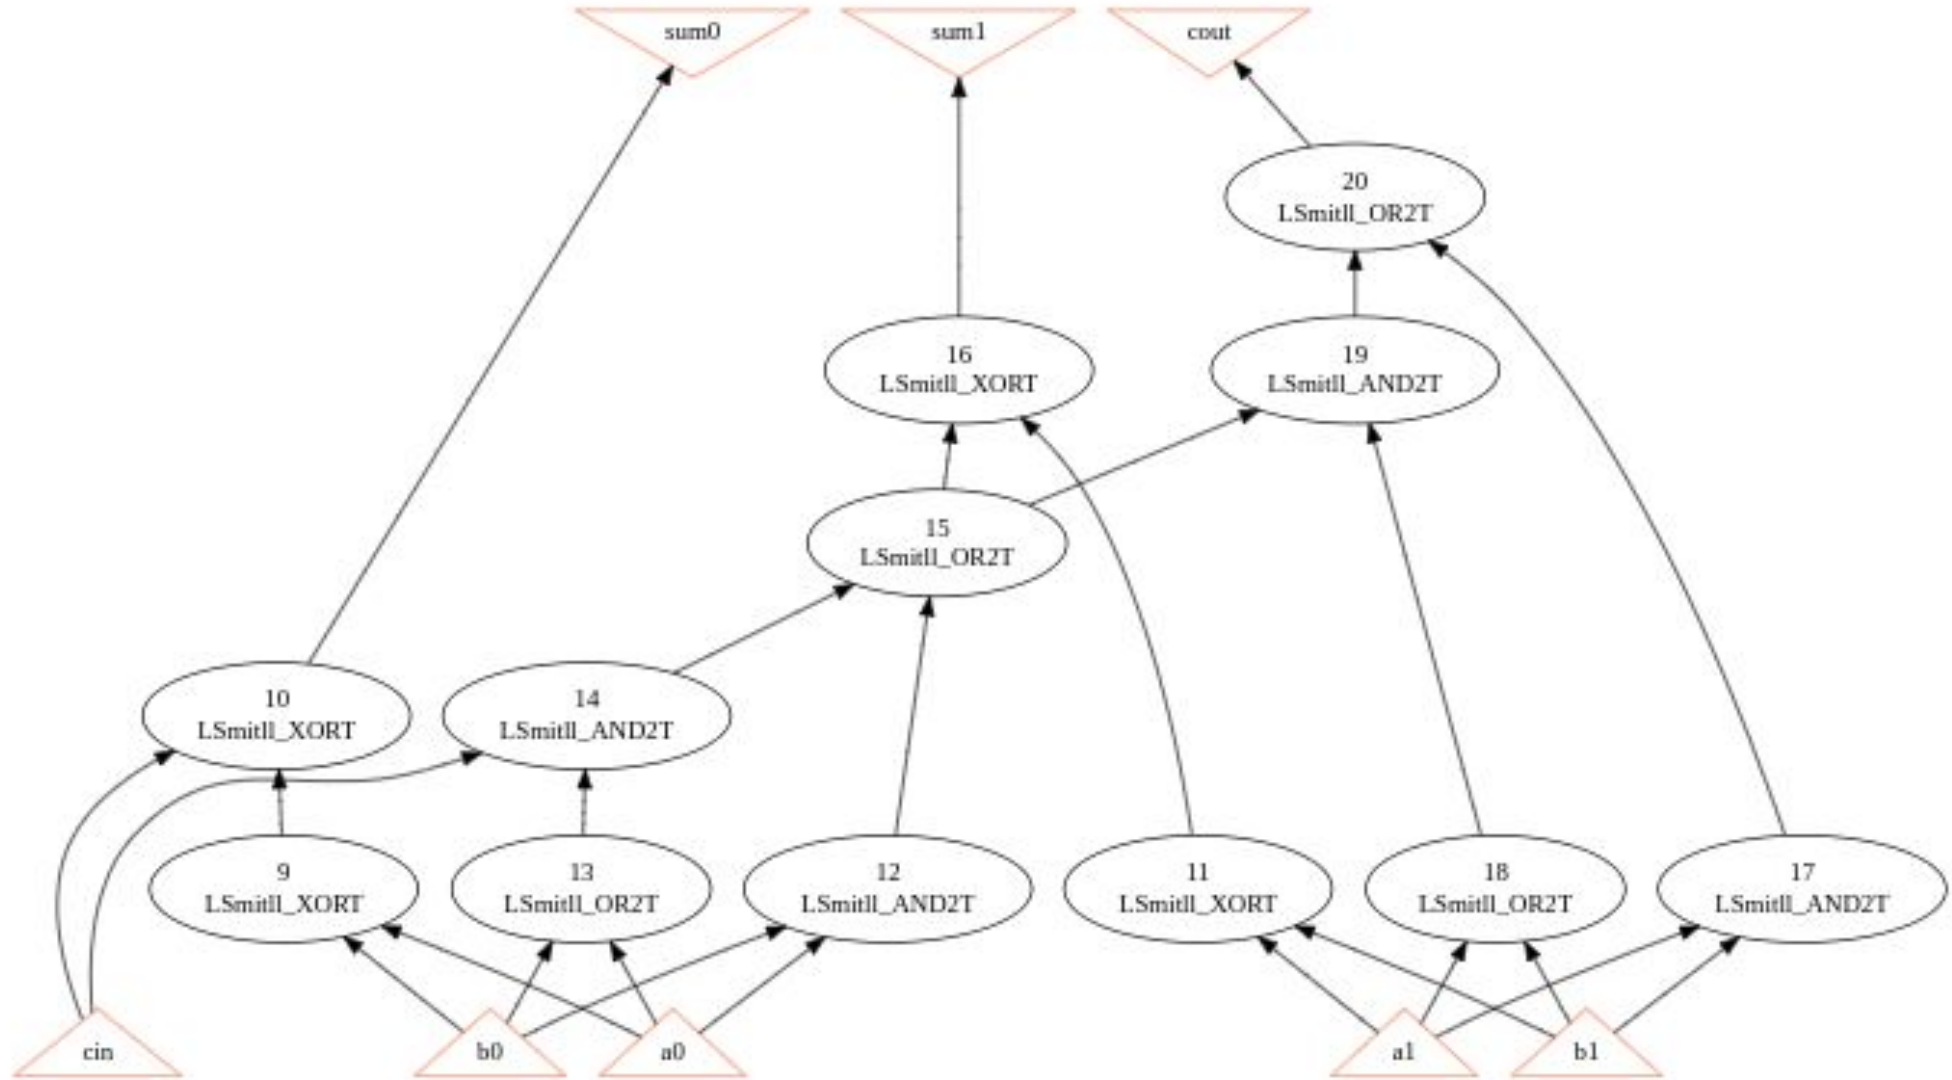 sum0
sum1
cout
20
LSmitll_OR2T
16
LSmitll_XORT
19
LSmitll_AND2T
15
LSmitll_OR2T
10
LSmitll_XORT
14
LSmitll_AND2T
9
LSmitll_XORT
13
LSmitll_OR2T
12
LSmitll_AND2T
11
LSmitll_XORT
18
LSmitll_OR2T
17
LSmitll_AND2T
cin
b0
a0
a1
b1